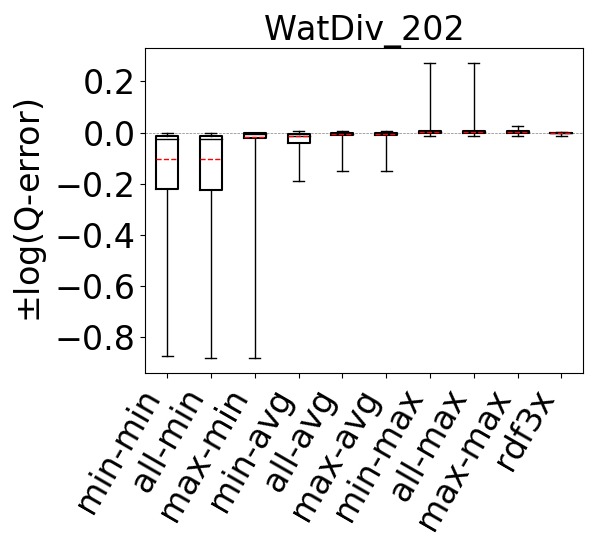 WatDiv_202
±log(Q-error)
0.2
0.0
−0.2
−0.4
−0.6
−0.8
min-min
all-min
max-min
min-avg
all-avg
max-avg
min-max
all-max
max-max
rdf3x